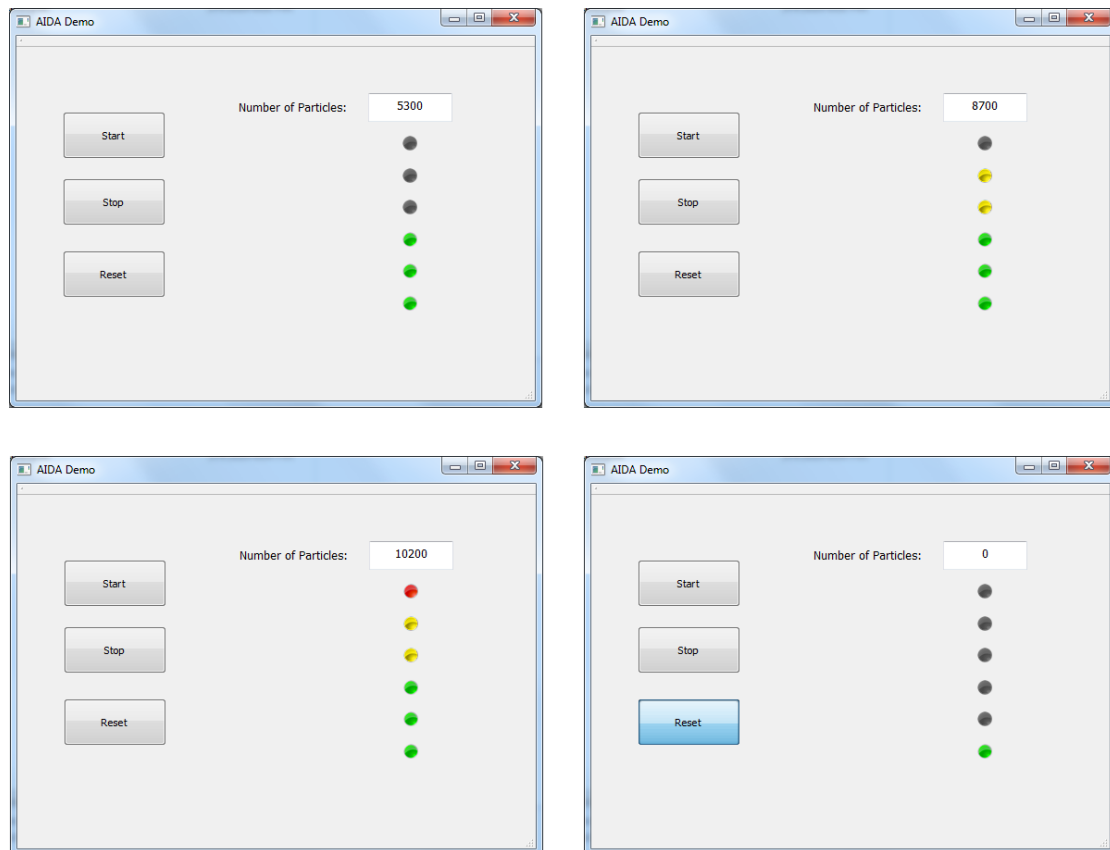 AIDA Demo
Number of Particles: 5300
Start
Stop
Reset
AIDA Demo
Number of Particles: 8700
Start
Stop
Reset
AIDA Demo
Number of Particles: 10200
Start
Stop
Reset
AIDA Demo
Number of Particles: 0
Start
Stop
Reset